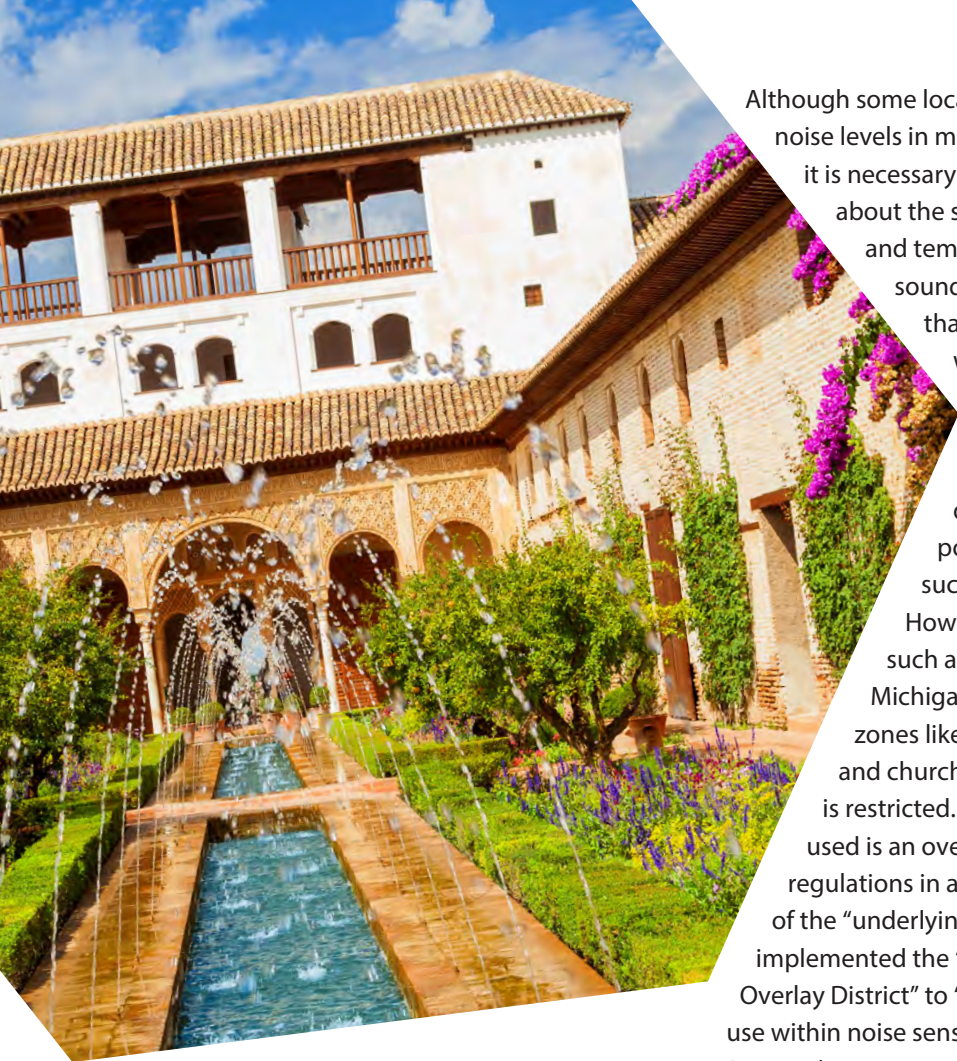 Although some loca
noise levels in m
it is necessary
about the s
and tem
sound
tha
v
c
po
suc
How
such a
Michiga
zones like
and church
is restricted.
used is an ove
regulations in a
of the “underlyin
implemented the “
Overlay District” to “
use within noise sens